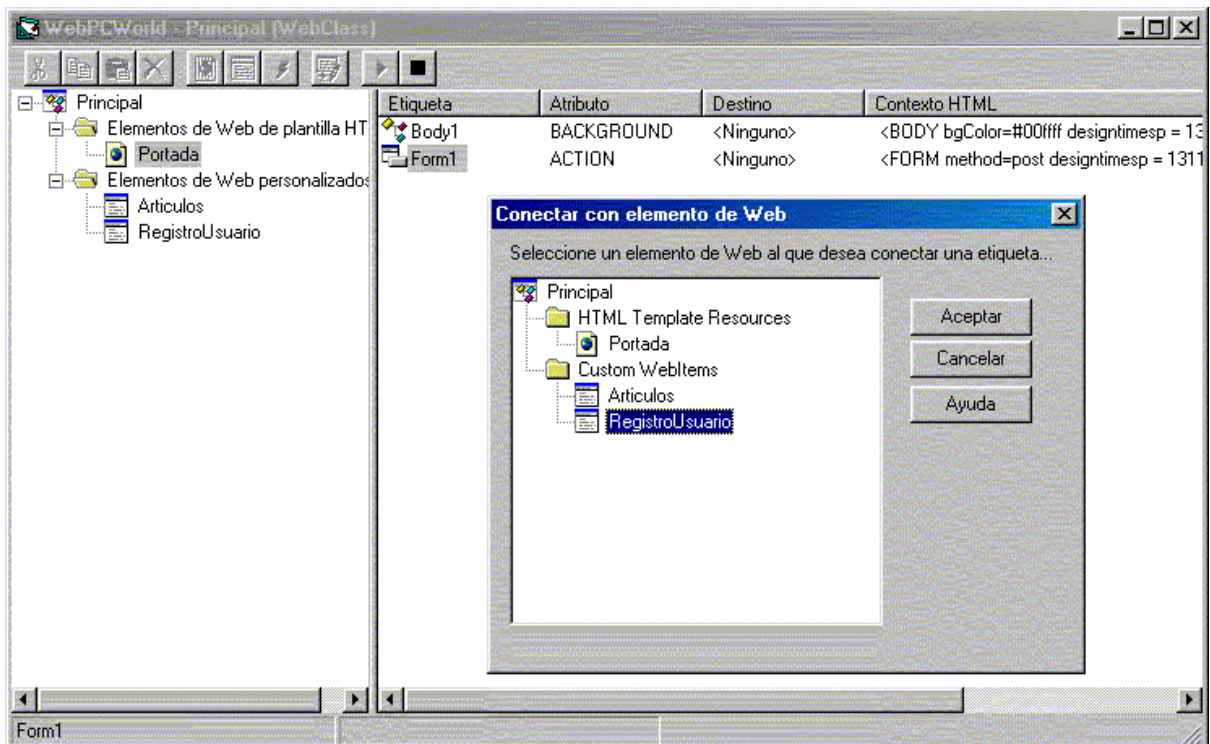 WebPCWorld - Principal (WebClass)
Principal
Elementos de Web de plantilla HT
Portada
Elementos de Web personalizados
Articulos
RegistroUsuario
Etiqueta Atributo Destino Contexto HTML
Body1 BACKGROUND <Ninguno> <BODY bgColor=#00ffff designtimesp = 13
Form1 ACTION <Ninguno> <FORM method=post designtimesp = 1311
Conectar con elemento de Web
Seleccione un elemento de Web al que desea conectar una etiqueta...
Principal
HTML Template Resources
Portada
Custom WebItems
Articulos
RegistroUsuario
Aceptar
Cancelar
Ayuda
Form1